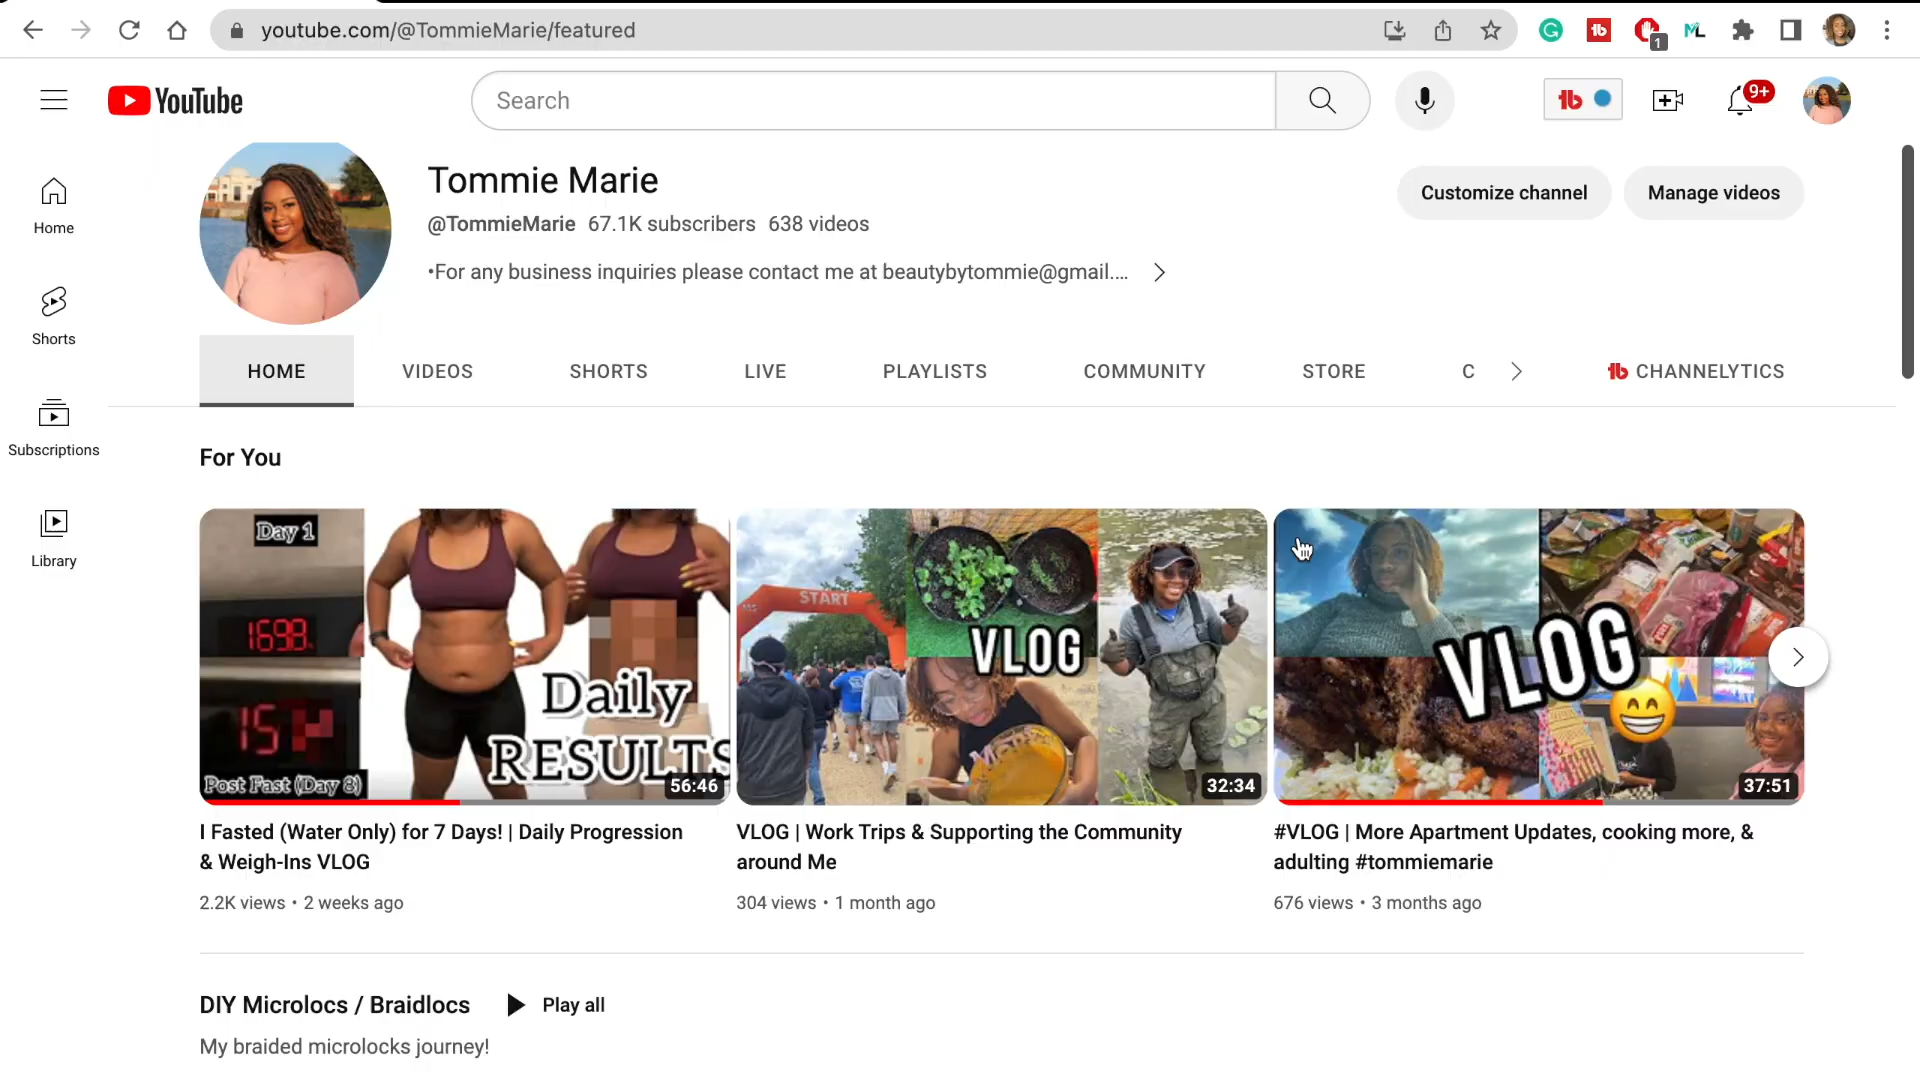 youtube.com/@TommieMarie/featured
1
YouTube
Search
9+
Home
Shorts
Subscriptions
Library
Tommie Marie
@TommieMarie 67.1K subscribers 638 videos
•For any business inquiries please contact me at beautybytommie@gmail....
Customize channel
Manage videos
HOME
VIDEOS
SHORTS
LIVE
PLAYLISTS
COMMUNITY
STORE
C
CHANNELYTICS
For You
Day 1
169.8
15
Post Fast (Day 8)
Daily
RESULTS
56:46
START
VLOG
32:34
VLOG
37:51
I Fasted (Water Only) for 7 Days! | Daily Progression
& Weigh-Ins VLOG
2.2K views • 2 weeks ago
VLOG | Work Trips & Supporting the Community
around Me
304 views • 1 month ago
#VLOG | More Apartment Updates, cooking more, &
adulting #tommiemarie
676 views • 3 months ago
DIY Microlocs / Braidlocs
Play all
My braided microlocks journey!